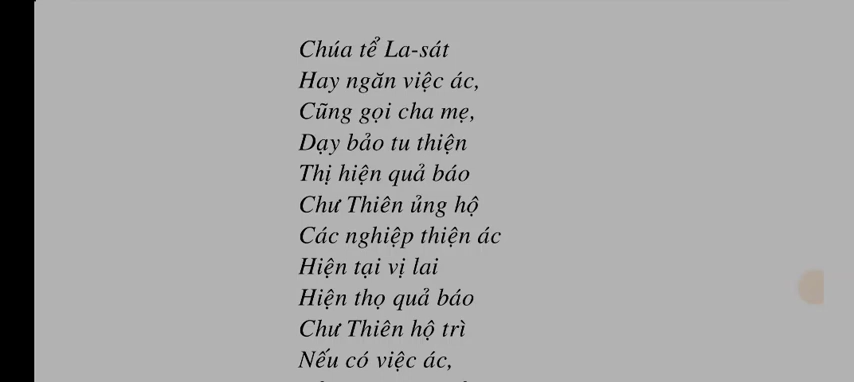 Chúa tể La-sát
Hay ngăn việc ác,
Cũng gọi cha mẹ,
Dạy bảo tu thiện
Thị hiện quả báo
Chư Thiên ủng hộ
Các nghiệp thiện ác
Hiện tại vị lai
Hiện thọ quả báo
Chư Thiên hộ trì
Nếu có việc ác,